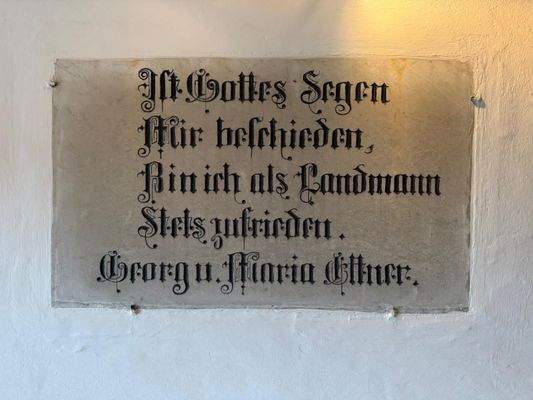 Ist Gottes Segen
Mir beschieden,
Bin ich als Landmann
Stets zufrieden.
Georg u. Maria Ettner.